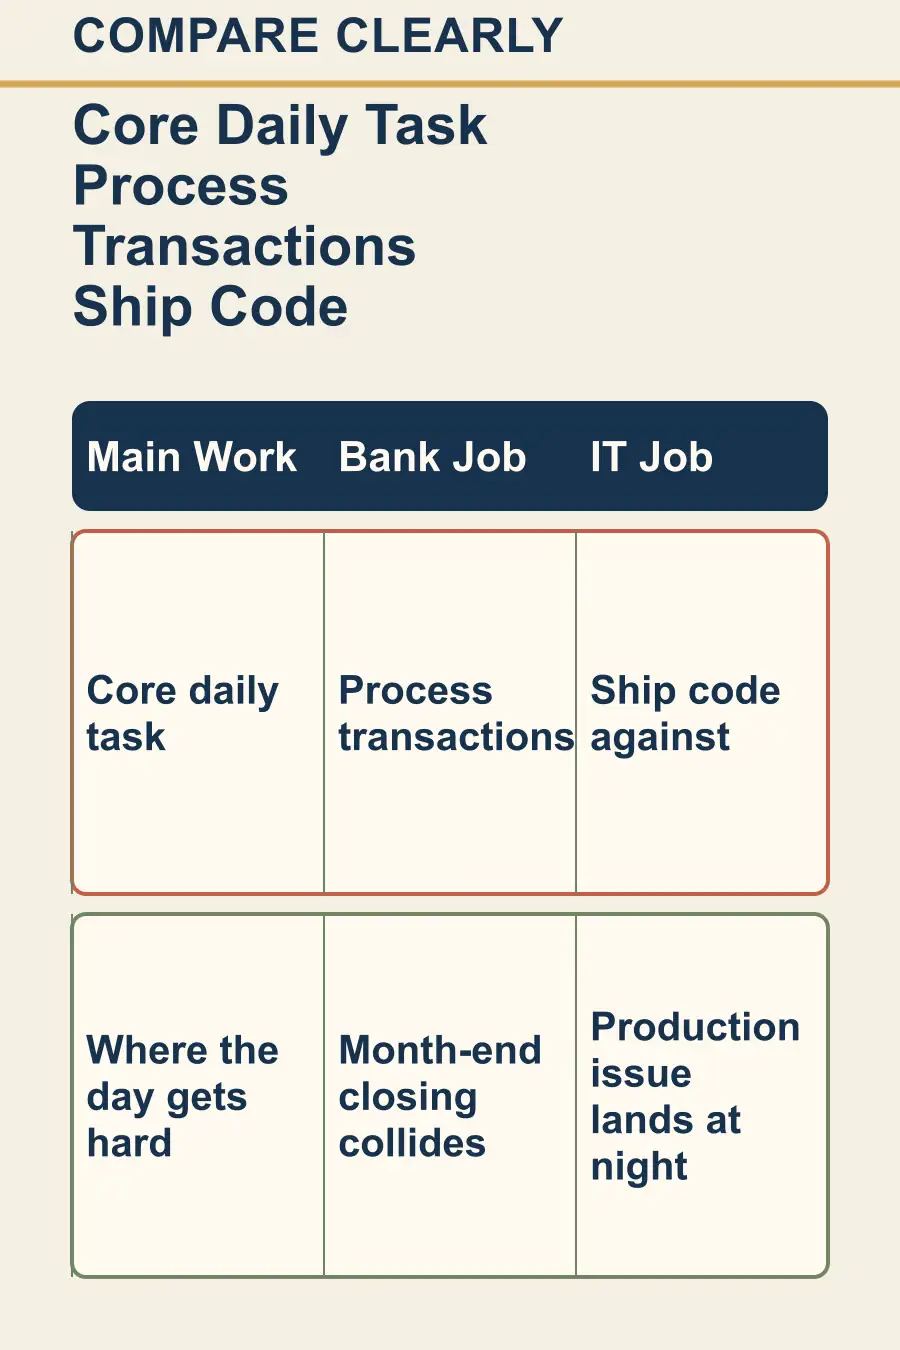 COMPARE CLEARLY
Core Daily Task
Process
Transactions
Ship Code
Main Work Bank Job IT Job
Core daily
task
Process
transactions
Ship code
against
Where the
day gets
hard
Month-end
closing
collides
Production
issue
lands at
night